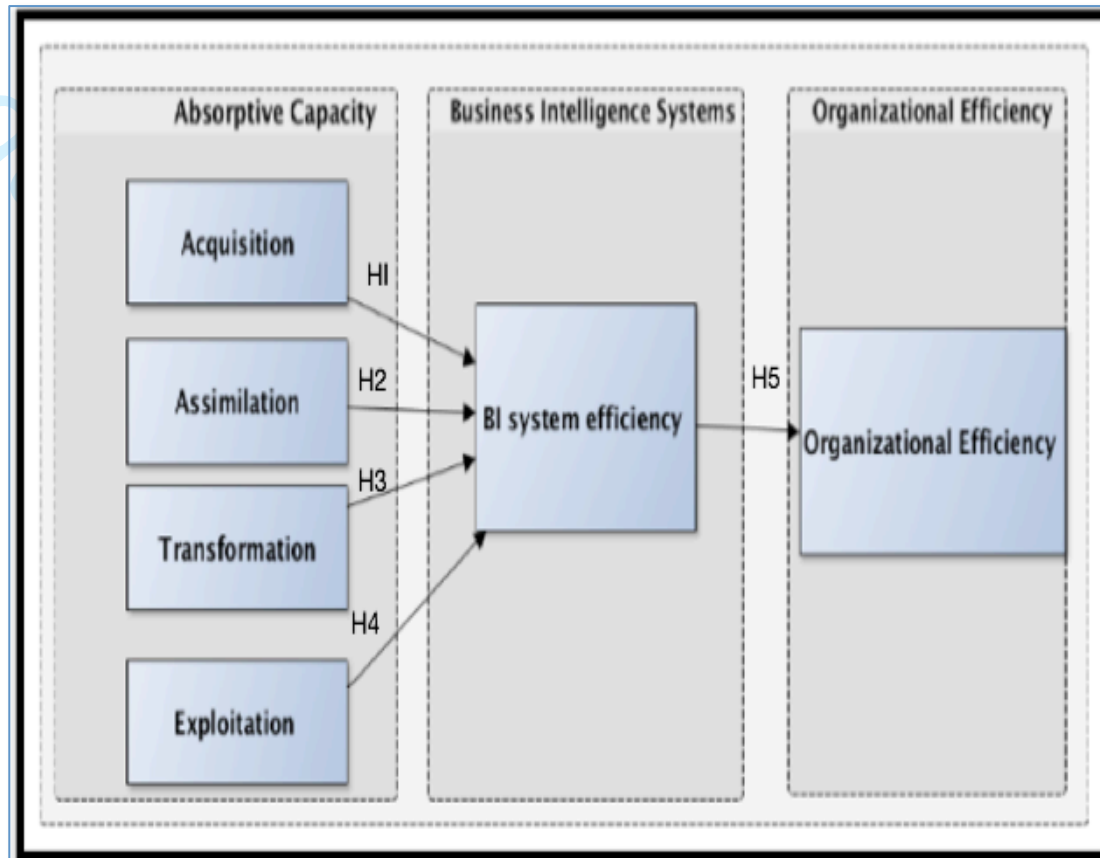 Absorptive Capacity
Business Intelligence Systems
Organizational Efficiency
Acquisition
HI
Assimilation
H2
BI system efficiency
H5
Organizational Efficiency
H3
Transformation
H4
Exploitation